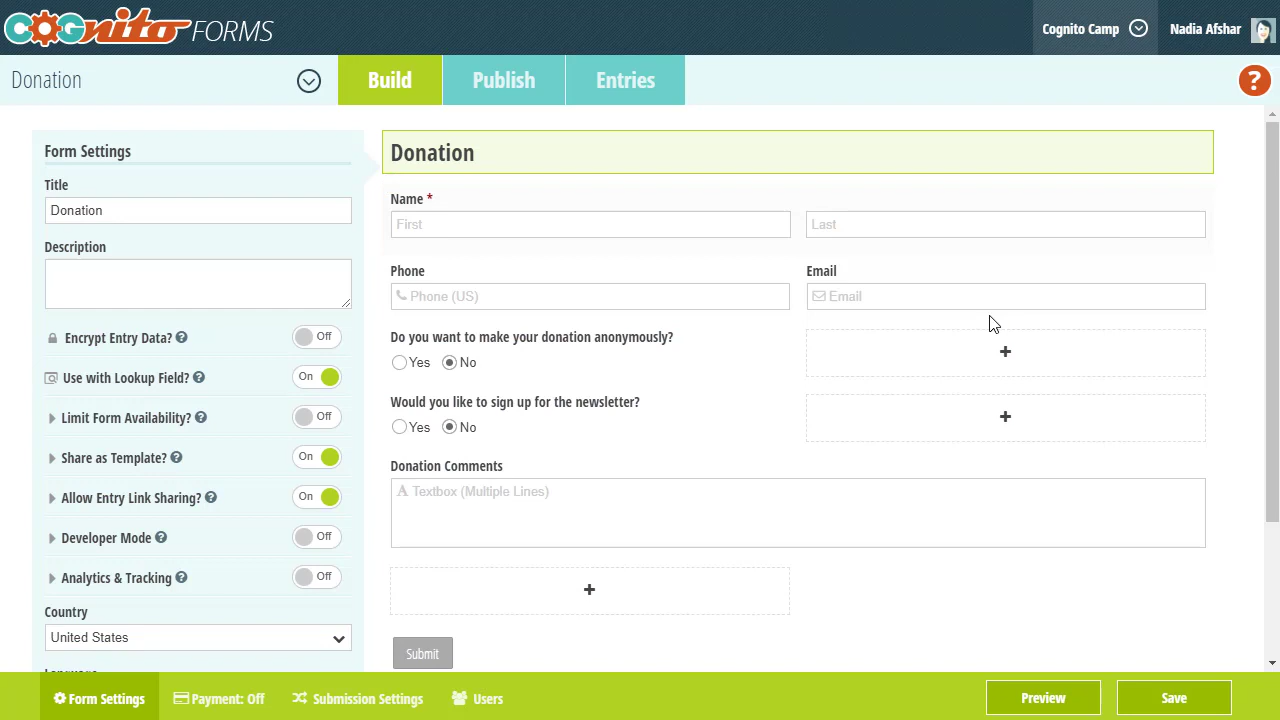 COGnito FORMS
Cognito Camp
Nadia Afshar
Donation
Build
Publish
Entries
?
Form Settings
Title
Donation
Description
Encrypt Entry Data? ?
Off
Use with Lookup Field? ?
On
Limit Form Availability? ?
Off
Share as Template? ?
On
Allow Entry Link Sharing? ?
On
Developer Mode ?
Off
Analytics & Tracking ?
Off
Country
United States
Language
Donation
Name *
First
Last
Phone
Email
Phone (US)
Email
Do you want to make your donation anonymously?
Yes No
+
Would you like to sign up for the newsletter?
Yes No
+
Donation Comments
A Textbox (Multiple Lines)
+
Submit
Form Settings
Payment: Off
Submission Settings
Users
Preview
Save